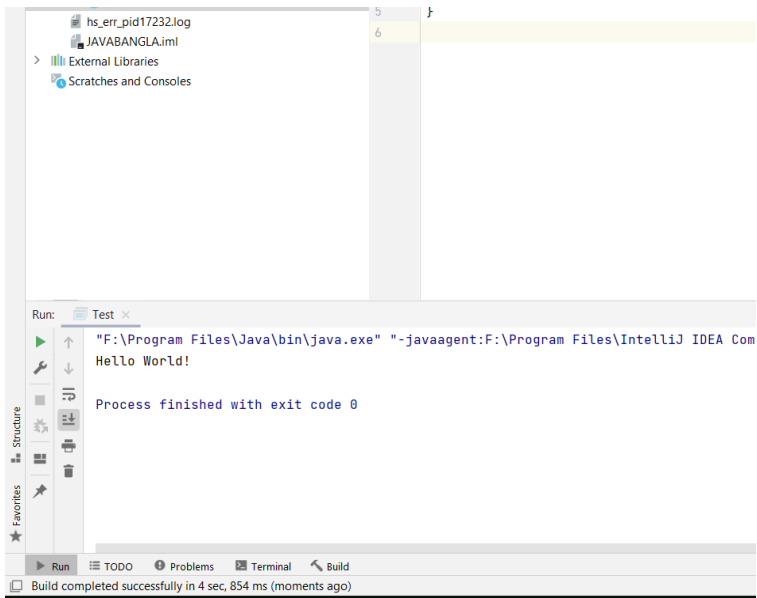 5 }
hs_err_pid17232.log
6
JAVABANGLA.iml
External Libraries
Scratches and Consoles
Run: Test
"F:\Program Files\Java\bin\java.exe" "-javaagent:F:\Program Files\IntelliJ IDEA Com
Hello World!
Process finished with exit code 0
Structure
Favorites
Run TODO Problems Terminal Build
Build completed successfully in 4 sec, 854 ms (moments ago)